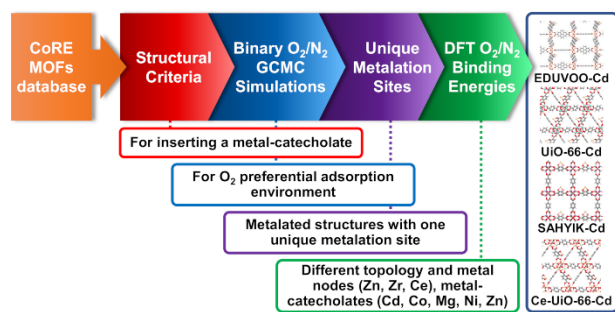 CoRE
MOFs
database
Structural
Criteria
Binary O₂/N₂
GCMC
Simulations
Unique
Metalation
Sites
DFT O₂/N₂
Binding
Energies
For inserting a metal-catecholate
For O₂ preferential adsorption
environment
Metalated structures with one
unique metalation site
Different topology and metal
nodes (Zn, Zr, Ce), metal-
catecholates (Cd, Co, Mg, Ni, Zn)
EDUVOO-Cd
UiO-66-Cd
SAHYIK-Cd
Ce-UiO-66-Cd